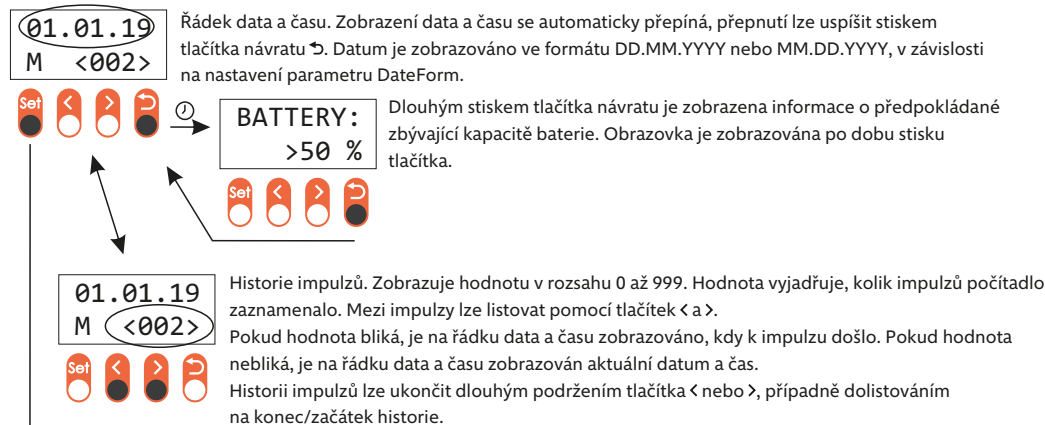 01.01.19
M <002>
Set < > ⮌
Řádek data a času. Zobrazení data a času se automaticky přepíná, přepnutí lze uspíšit stiskem
tlačítka návratu ⮌. Datum je zobrazováno ve formátu DD.MM.YYYY nebo MM.DD.YYYY, v závislosti
na nastavení parametru DateForm.
BATTERY:
>50 %
Set < > ⮌
Dlouhým stiskem tlačítka návratu je zobrazena informace o předpokládané
zbývající kapacitě baterie. Obrazovka je zobrazována po dobu stisku
tlačítka.
01.01.19
M <002>
Set < > ⮌
Historie impulzů. Zobrazuje hodnotu v rozsahu 0 až 999. Hodnota vyjadřuje, kolik impulzů počítadlo
zaznamenalo. Mezi impulzy lze listovat pomocí tlačítek < a >.
Pokud hodnota bliká, je na řádku data a času zobrazováno, kdy k impulzu došlo. Pokud hodnota
nebliká, je na řádku data a času zobrazován aktuální datum a čas.
Historii impulzů lze ukončit dlouhým podržením tlačítka < nebo >, případně dolistováním
na konec/začátek historie.